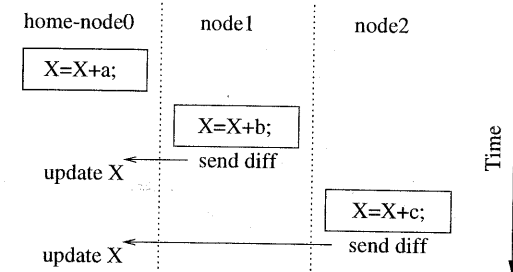 home-node0 node1 node2
X=X+a;
X=X+b;
send diff
update X
X=X+c;
send diff
update X
Time